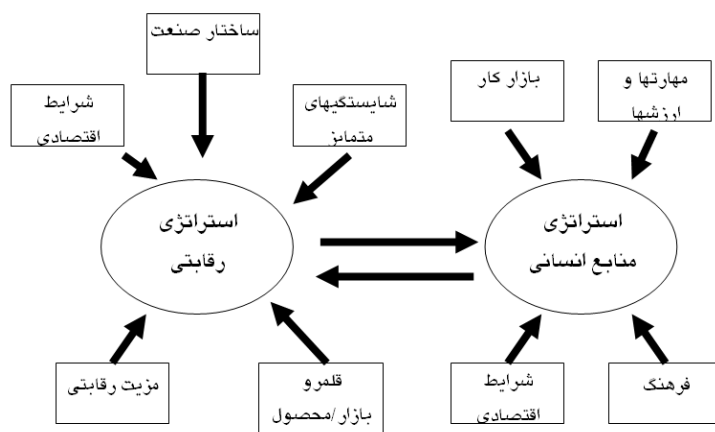 ساختار صنعت
شرایط
اقتصادی
شایستگیهای
متمایز
بازار کار
مهارتها و
ارزشها
استراتژی
رقابتی
استراتژی
منابع انسانی
مزیت رقابتی
قلمرو
بازار/محصول
شرایط
اقتصادی
فرهنگ